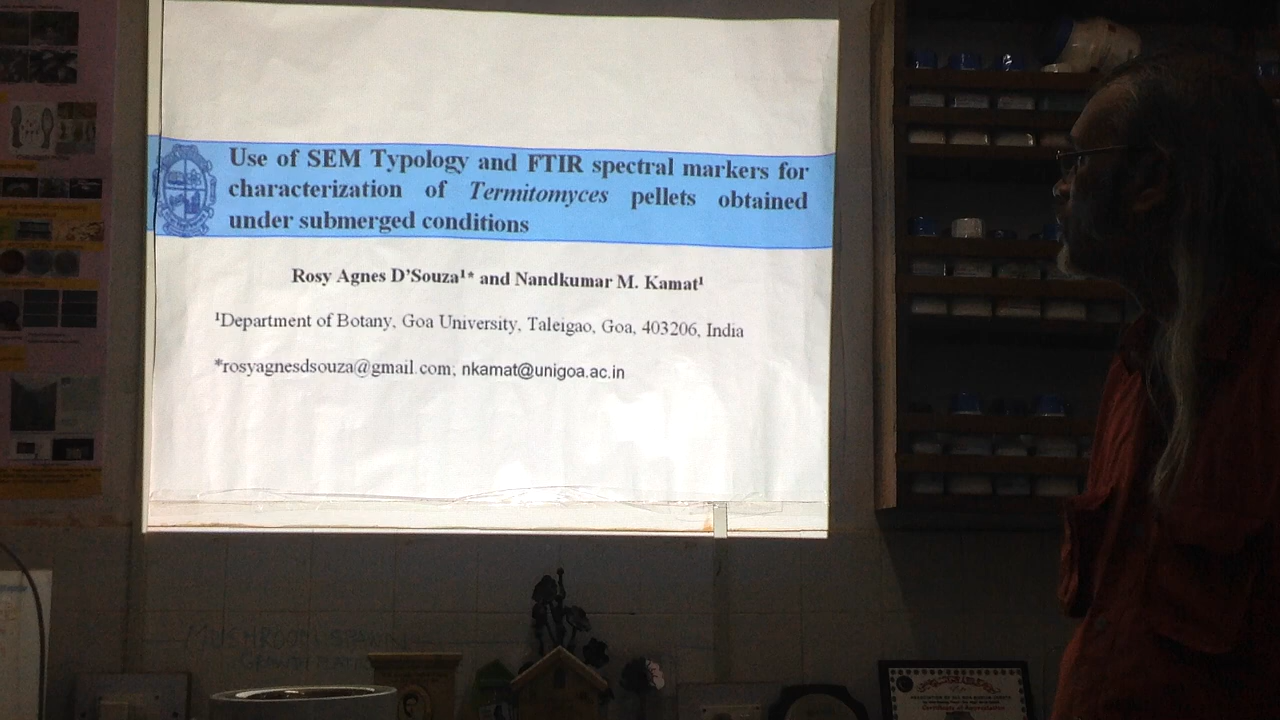 Use of SEM Typology and FTIR spectral markers for
characterization of Termitomyces pellets obtained
under submerged conditions
Rosy Agnes D'Souza¹* and Nandkumar M. Kamat¹
¹Department of Botany, Goa University, Taleigao, Goa, 403206, India
*rosyagnesdsouza@gmail.com; nkamat@unigoa.ac.in
MUSHROOM